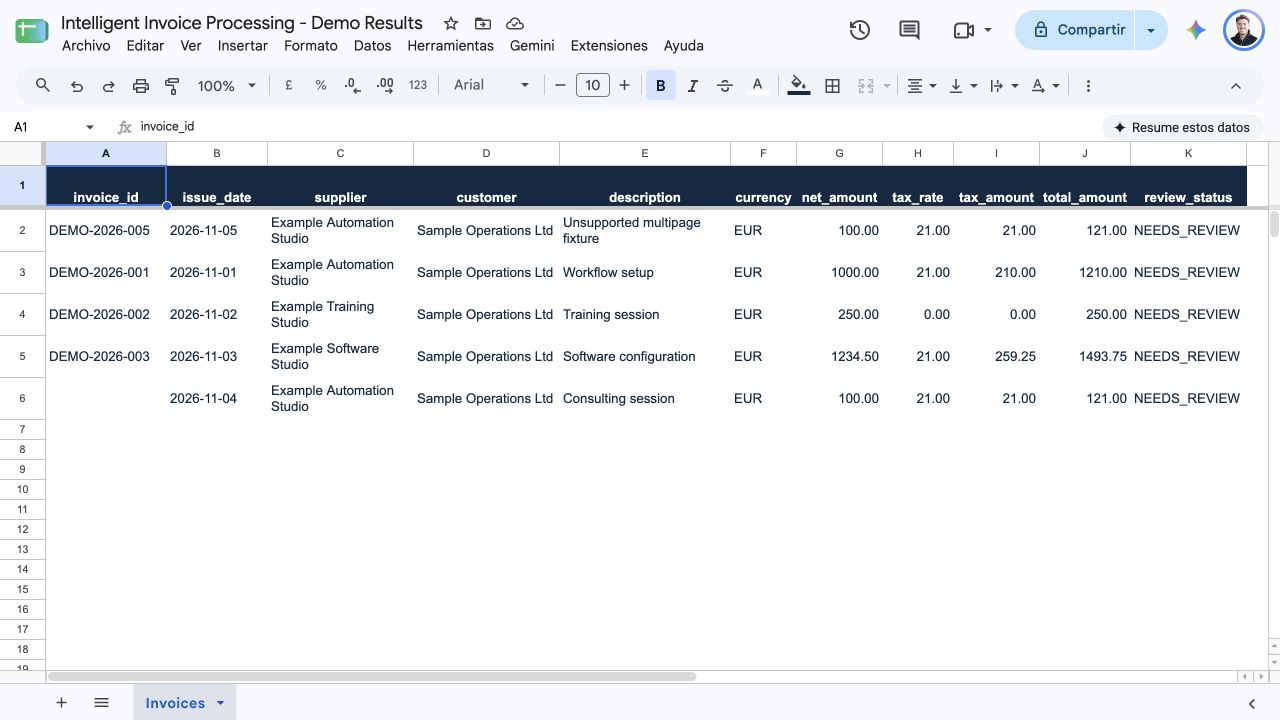 Intelligent Invoice Processing - Demo Results
Archivo Editar Ver Insertar Formato Datos Herramientas Gemini Extensiones Ayuda
Compartir
100% £ % .0 .00 123 Arial 10 B I S A A
A1 fx invoice_id
Resume estos datos
A B C D E F G H I J K
1 invoice_id issue_date supplier customer description currency net_amount tax_rate tax_amount total_amount review_status
2 DEMO-2026-005 2026-11-05 Example Automation Studio Sample Operations Ltd Unsupported multipage fixture EUR 100.00 21.00 21.00 121.00 NEEDS_REVIEW
3 DEMO-2026-001 2026-11-01 Example Automation Studio Sample Operations Ltd Workflow setup EUR 1000.00 21.00 210.00 1210.00 NEEDS_REVIEW
4 DEMO-2026-002 2026-11-02 Example Training Studio Sample Operations Ltd Training session EUR 250.00 0.00 0.00 250.00 NEEDS_REVIEW
5 DEMO-2026-003 2026-11-03 Example Software Studio Sample Operations Ltd Software configuration EUR 1234.50 21.00 259.25 1493.75 NEEDS_REVIEW
6 2026-11-04 Example Automation Studio Sample Operations Ltd Consulting session EUR 100.00 21.00 21.00 121.00 NEEDS_REVIEW
7
8
9
10
11
12
13
14
15
16
17
18
19
Invoices